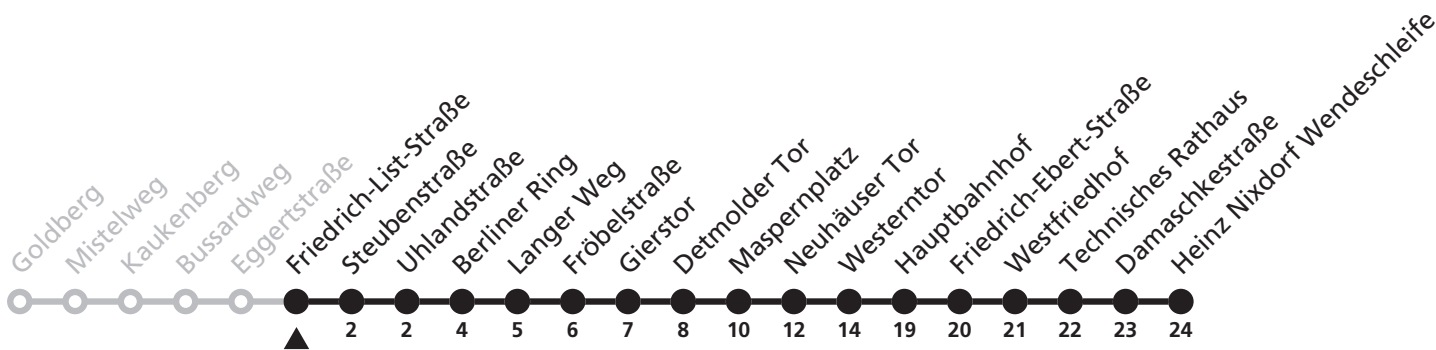 Goldberg
Mistelweg
Kaukenberg
Bussardweg
Eggertstraße
Friedrich-List-Straße
Steubenstraße
Uhlandstraße
Berliner Ring
Langer Weg
Fröbelstraße
Gierstor
Detmolder Tor
Maspernplatz
Neuhäuser Tor
Westerntor
Hauptbahnhof
Friedrich-Ebert-Straße
Westfriedhof
Technisches Rathaus
Damaschkestraße
Heinz Nixdorf Wendeschleife
2 2 4 5 6 7 8 10 12 14 19 20 21 22 23 24